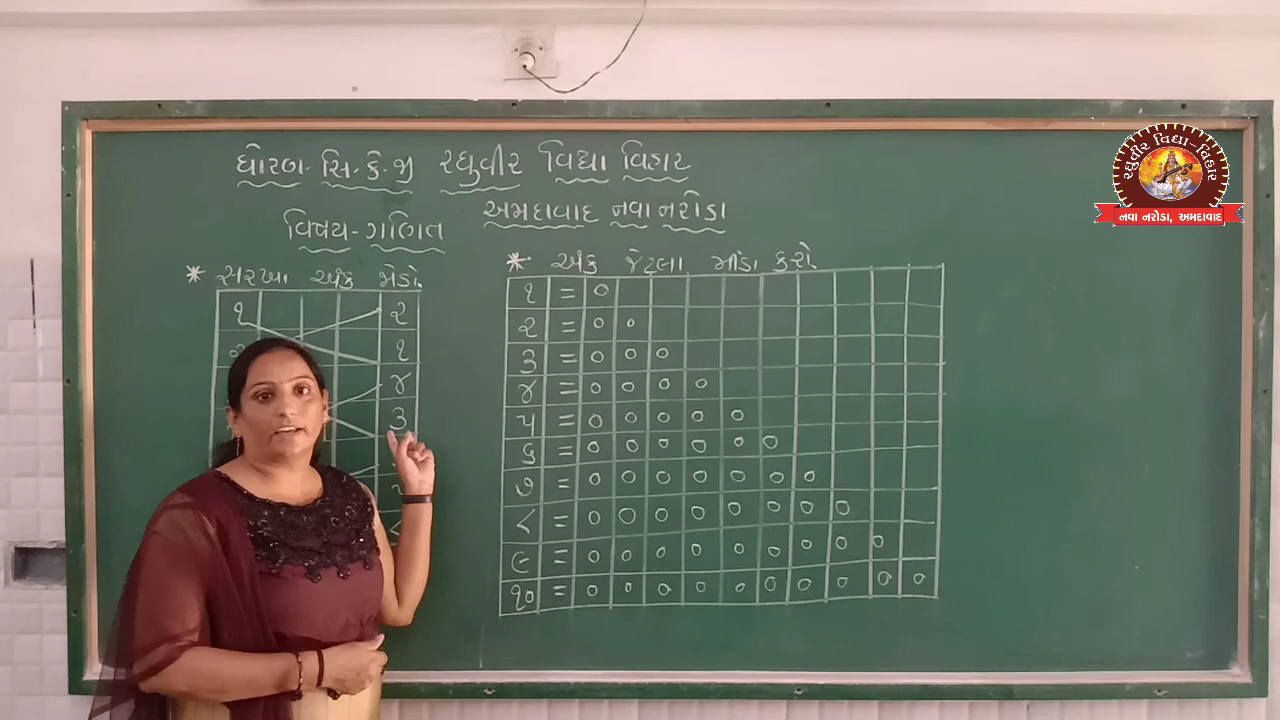 ધોરણ- સિ. કે. જી રઘુવીર વિદ્યા વિહાર
અમદાવાદ નવા નરોડા
વિષય- ગણિત
* સરખા અંક જોડો.
૧ ૨
૧
૪
૩
* અંક જેટલા મીંડા કરો.
૧ = ૦
૨ = ૦ ૦
૩ = ૦ ૦ ૦
૪ = ૦ ૦ ૦ ૦
૫ = ૦ ૦ ૦ ૦ ૦
૬ = ૦ ૦ ૦ ૦ ૦ ૦
૭ = ૦ ૦ ૦ ૦ ૦ ૦ ૦
૮ = ૦ ૦ ૦ ૦ ૦ ૦ ૦ ૦
૯ = ૦ ૦ ૦ ૦ ૦ ૦ ૦ ૦ ૦
૧૦ = ૦ ૦ ૦ ૦ ૦ ૦ ૦ ૦ ૦ ૦
રઘુવીર વિદ્યા-વિહાર
નવા નરોડા, અમદાવાદ